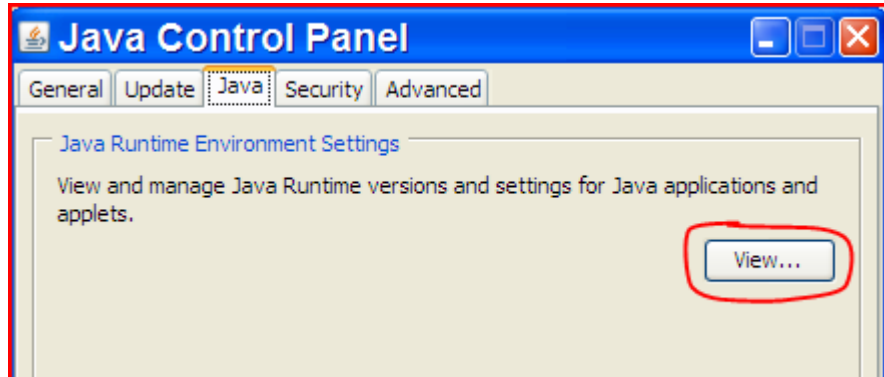 Java Control Panel
General Update Java Security Advanced
Java Runtime Environment Settings
View and manage Java Runtime versions and settings for Java applications and
applets.
View...